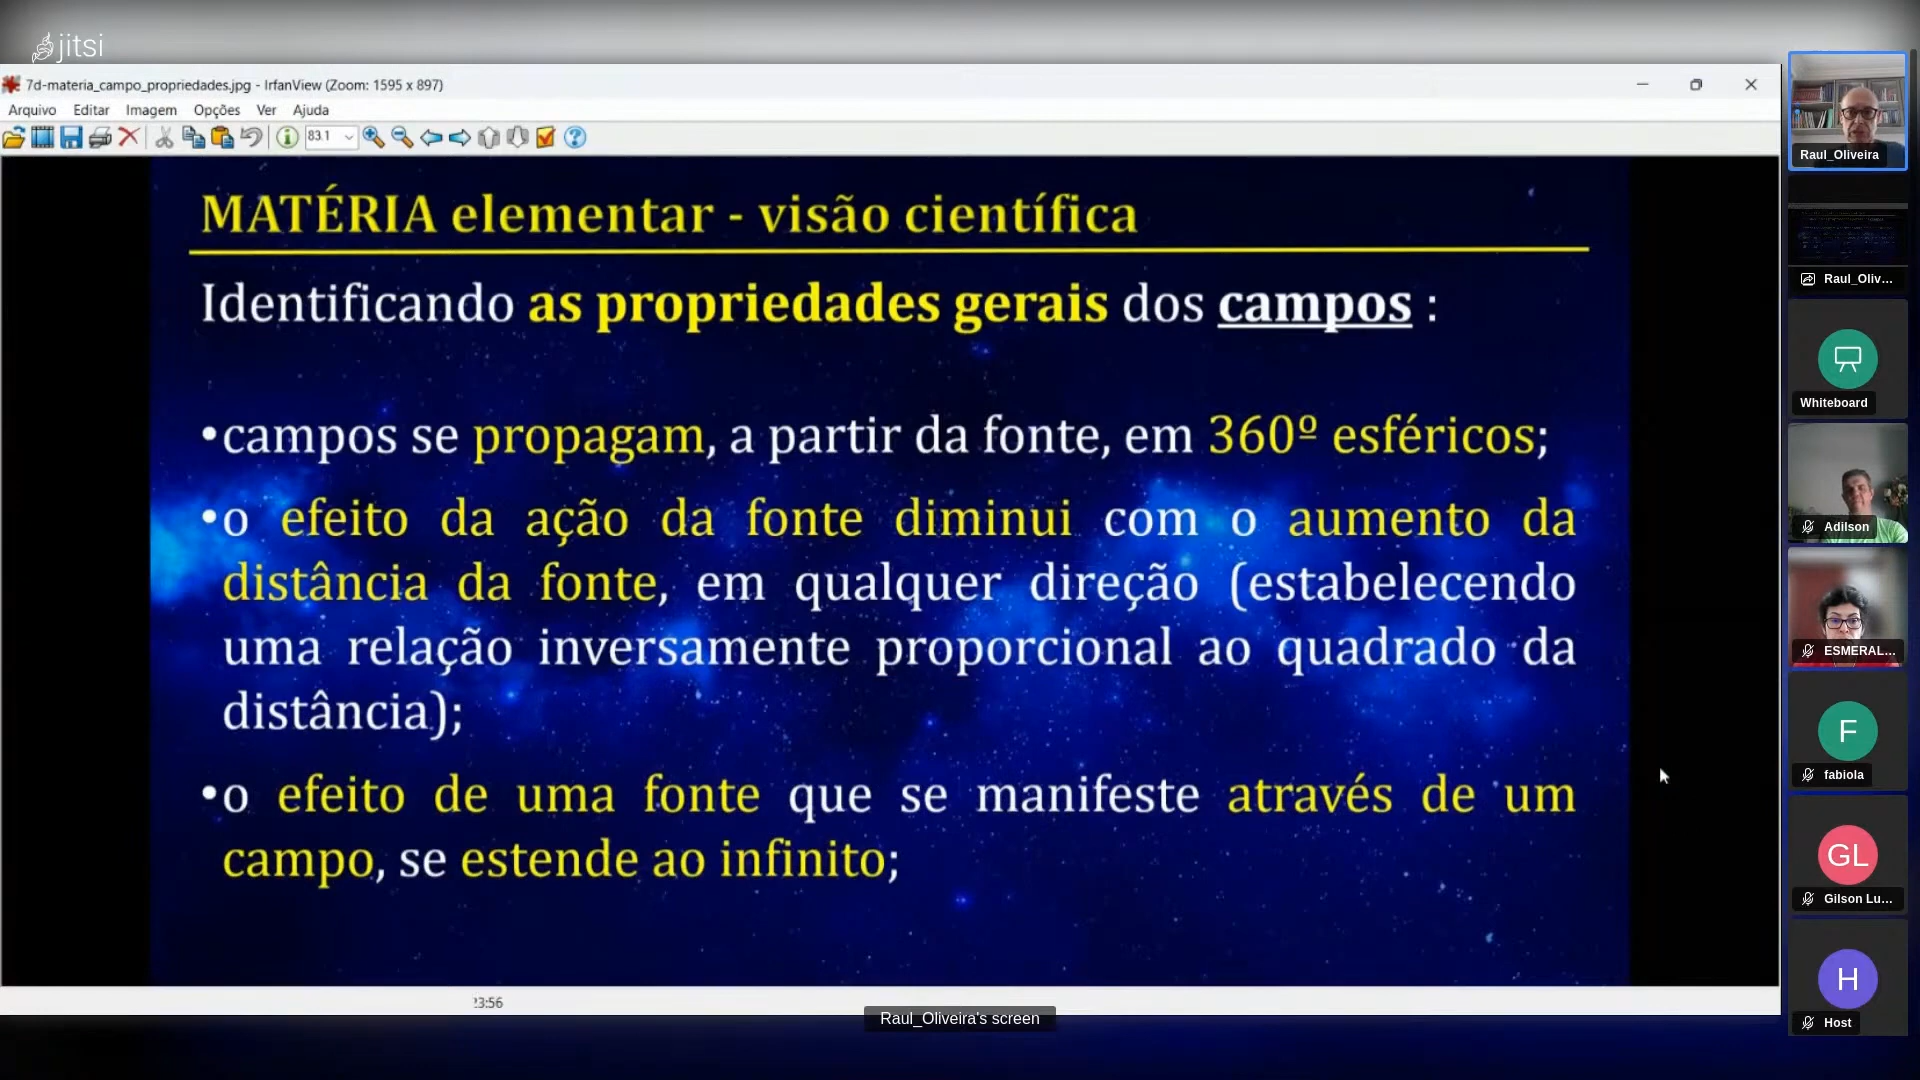 jitsi
7d-materia_campo_propriedades.jpg - IrfanView (Zoom: 1595 x 897)
Arquivo Editar Imagem Opções Ver Ajuda
83.1
MATÉRIA elementar - visão científica
Identificando as propriedades gerais dos campos :
•campos se propagam, a partir da fonte, em 360º esféricos;
•o efeito da ação da fonte diminui com o aumento da
distância da fonte, em qualquer direção (estabelecendo
uma relação inversamente proporcional ao quadrado da
distância);
•o efeito de uma fonte que se manifeste através de um
campo, se estende ao infinito;
23:56
Raul_Oliveira's screen
Raul_Oliveira
Raul_Oliv...
Whiteboard
Adilson
ESMERAL...
F
fabiola
GL
Gilson Lu...
H
Host